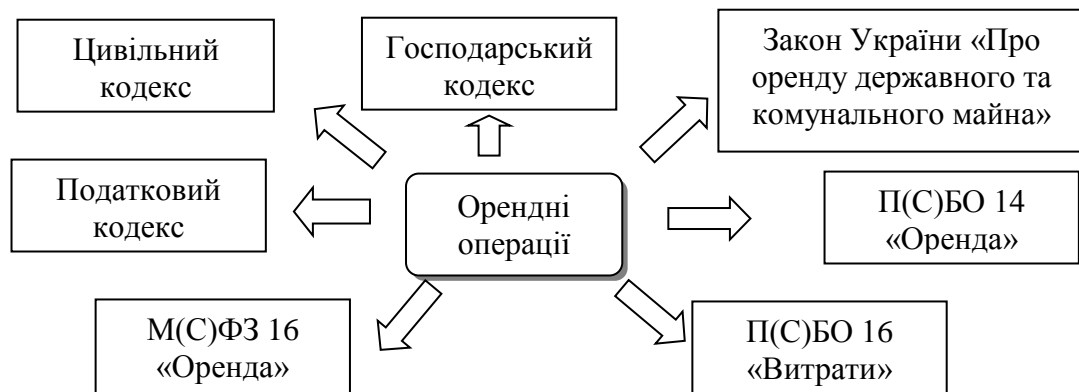 Цивільний
кодекс
Господарський
кодекс
Закон України «Про
оренду державного та
комунального майна»
Податковий
кодекс
Орендні
операції
П(С)БО 14
«Оренда»
М(С)ФЗ 16
«Оренда»
П(С)БО 16
«Витрати»